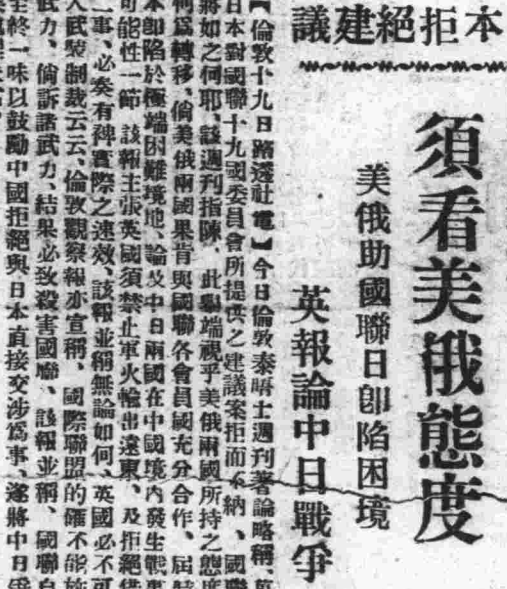 本拒絕建議
須看美俄態度
美俄助國聯日卽陷困境
英報論中日戰爭
【倫敦十九日路透社電】今日倫敦泰晤士週刊著論略稱、萬
日本對國聯十九國委員會所提供之建議案拒而不納、國聯
將如之何耶、該週刊指陳、此舉端視乎美俄兩國所持之態度
何爲轉移、倘美俄兩國果肯與國聯各會員國充分合作、屆時
本卽陷於極端困難境地、論及中日兩國在中國境內發生戰事
可能性一節、該報主張英國須禁止軍火輸出遠東、及拒絕借
一事、必奏有裨實際之速效、該報並稱無論如何、英國必不可
入武裝制裁云云、倫敦觀察報亦宣稱、國際聯盟的確不能施
武力、倘訴諸武力、結果必致殺害國聯、該報並稱、國聯自
至終一味以鼓勵中國拒絕與日本直接交涉爲事、遂將中日爭